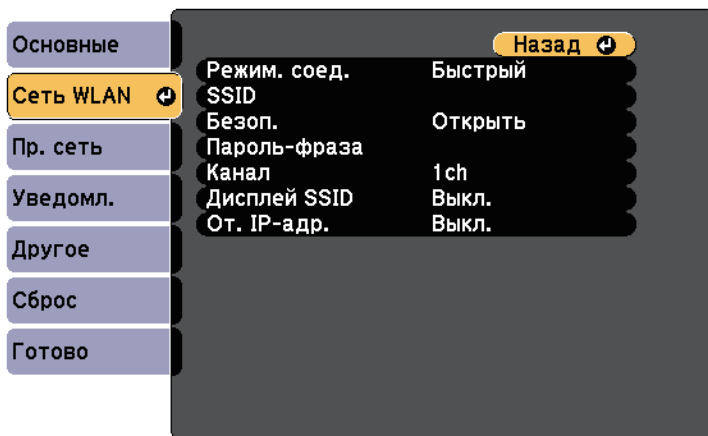 Основные
Сеть WLAN
Пр. сеть
Уведомл.
Другое
Сброс
Готово
Назад
Режим. соед. Быстрый
SSID
Безоп. Открыть
Пароль-фраза
Канал 1ch
Дисплей SSID Выкл.
От. IP-адр. Выкл.